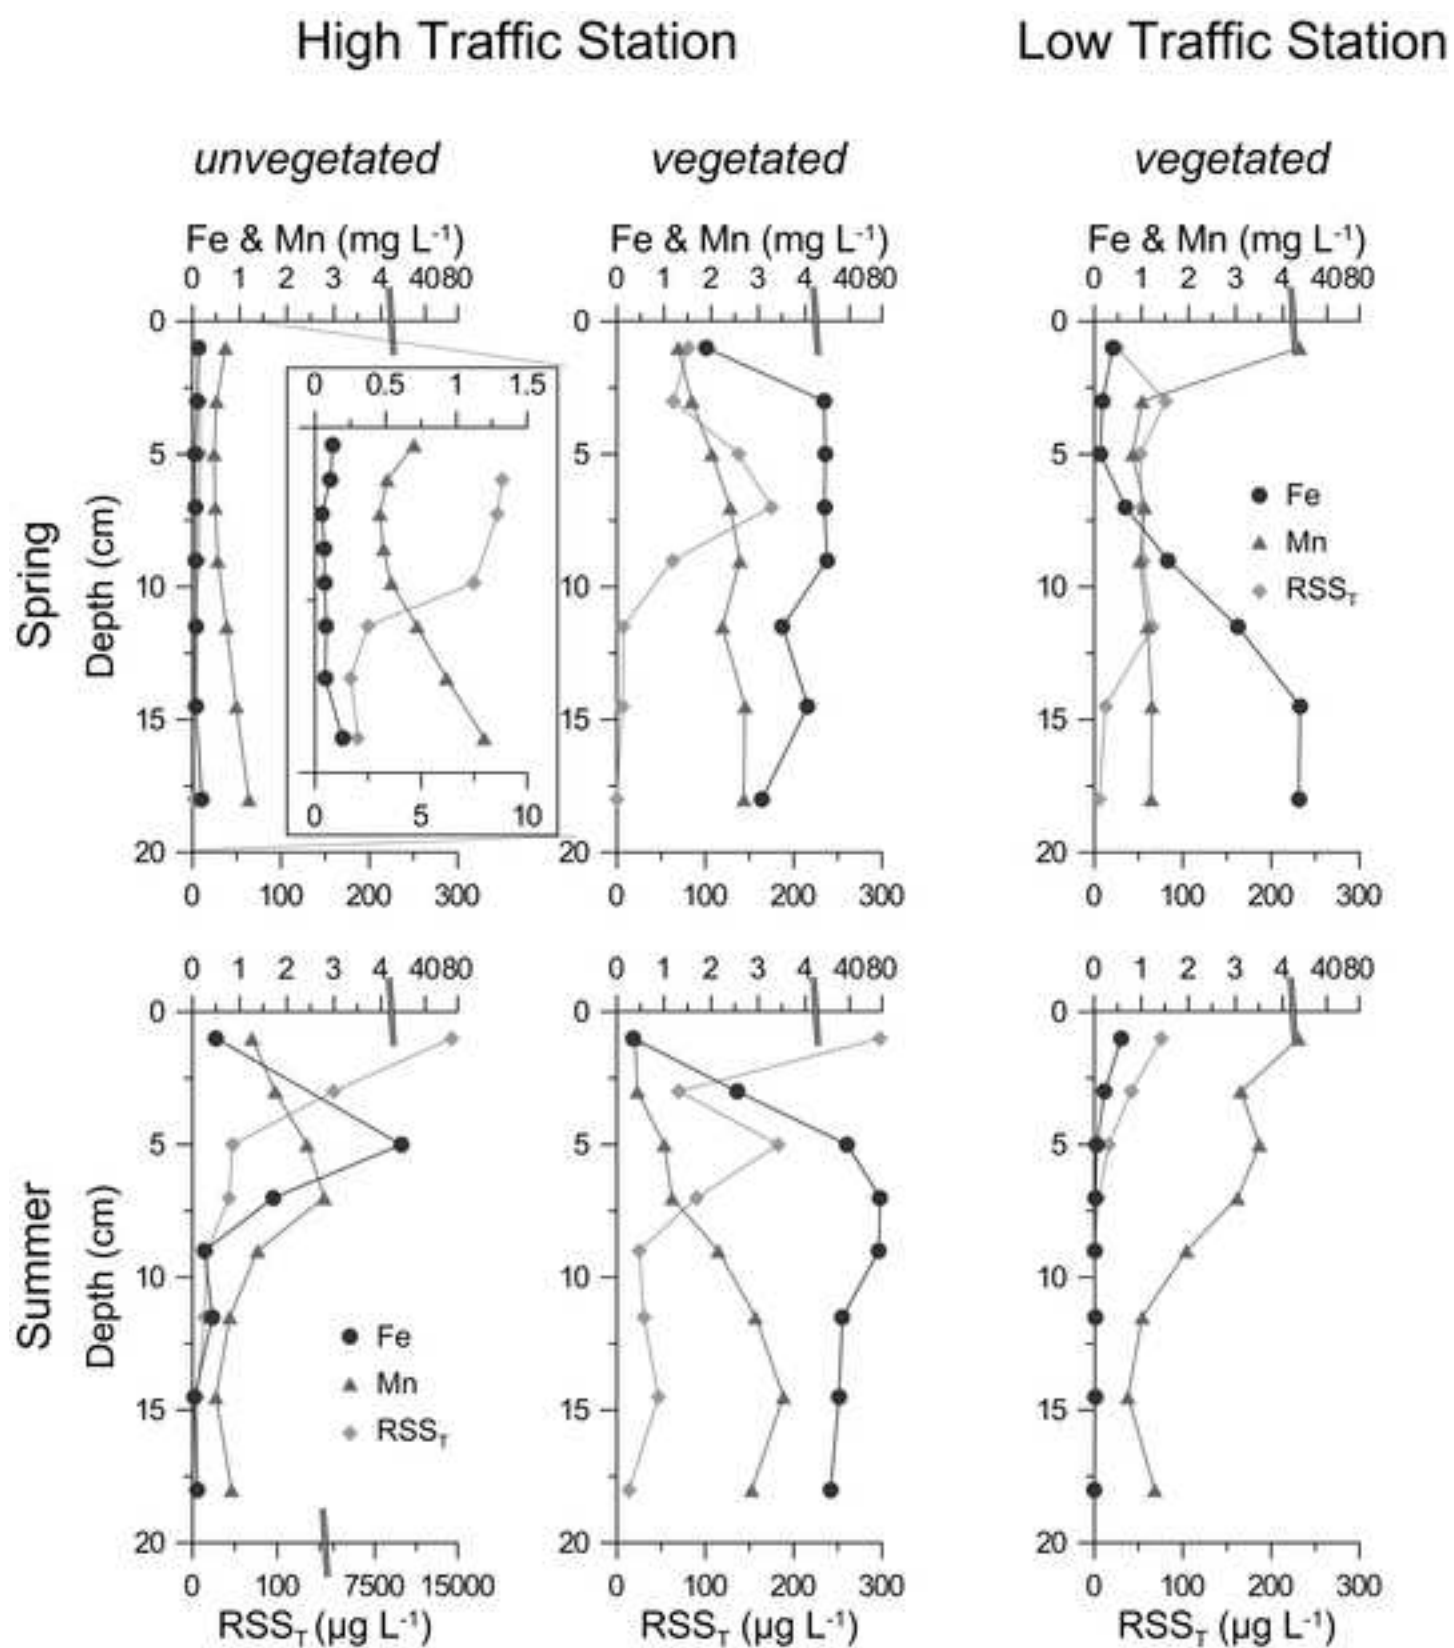 High Traffic Station
Low Traffic Station
unvegetated
vegetated
vegetated
Fe & Mn (mg L⁻¹)
Fe & Mn (mg L⁻¹)
Fe & Mn (mg L⁻¹)
0 1 2 3 4 4080
0 1 2 3 4 4080
0 1 2 3 4 4080
Spring
Depth (cm)
0
5
10
15
20
0 0.5 1 1.5
0 5 10
0 100 200 300
0
5
10
15
20
0 100 200 300
0
5
10
15
20
Fe
Mn
RSS_T
0 100 200 300
0 1 2 3 4 4080
0 1 2 3 4 4080
0 1 2 3 4 4080
Summer
Depth (cm)
0
5
10
15
20
Fe
Mn
RSS_T
0 100 7500 15000
RSS_T (µg L⁻¹)
0
5
10
15
20
0 100 200 300
RSS_T (µg L⁻¹)
0
5
10
15
20
0 100 200 300
RSS_T (µg L⁻¹)